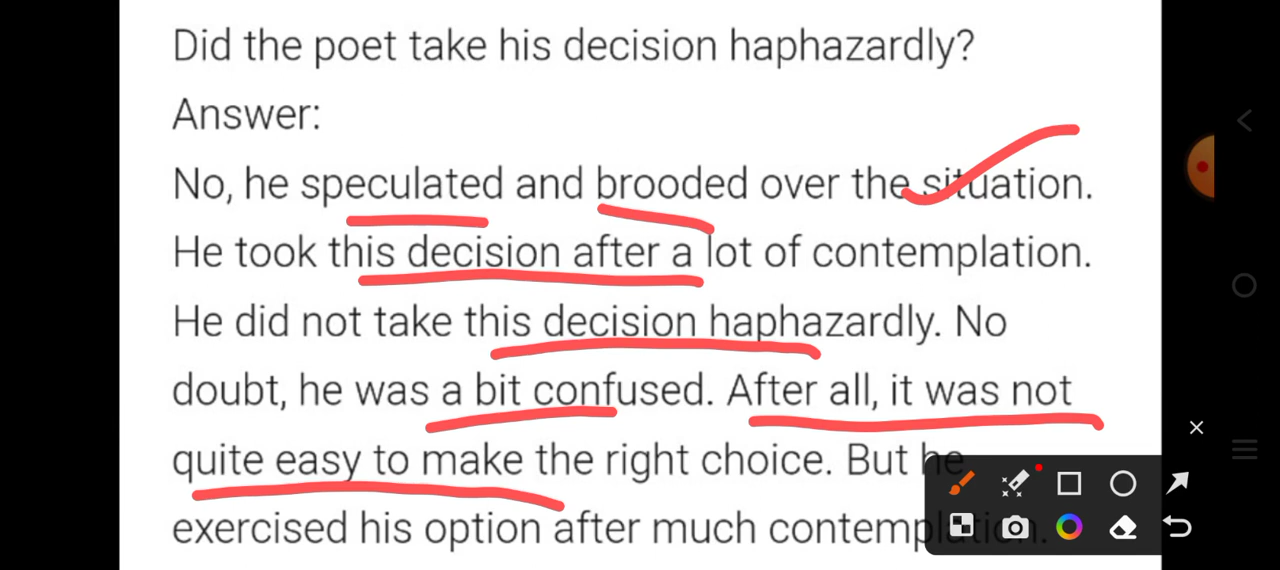 Did the poet take his decision haphazardly?
Answer:
No, he speculated and brooded over the situation.
He took this decision after a lot of contemplation.
He did not take this decision haphazardly. No
doubt, he was a bit confused. After all, it was not
quite easy to make the right choice. But he
exercised his option after much contemplation.